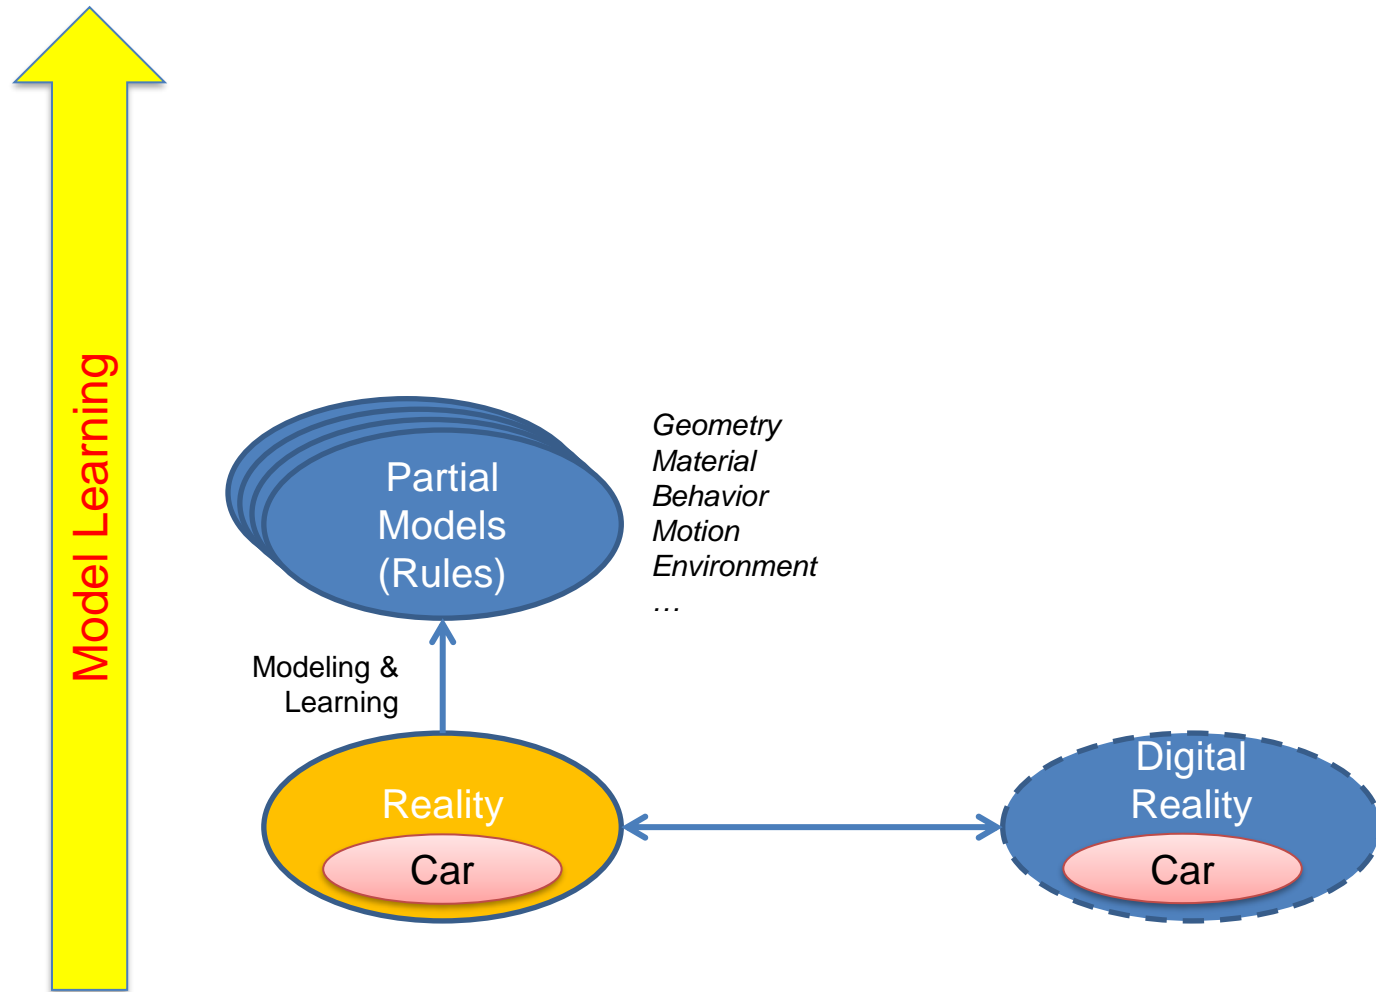 Model Learning
Partial
Models
(Rules)
Geometry
Material
Behavior
Motion
Environment
…
Modeling &
Learning
Reality
Car
Digital
Reality
Car